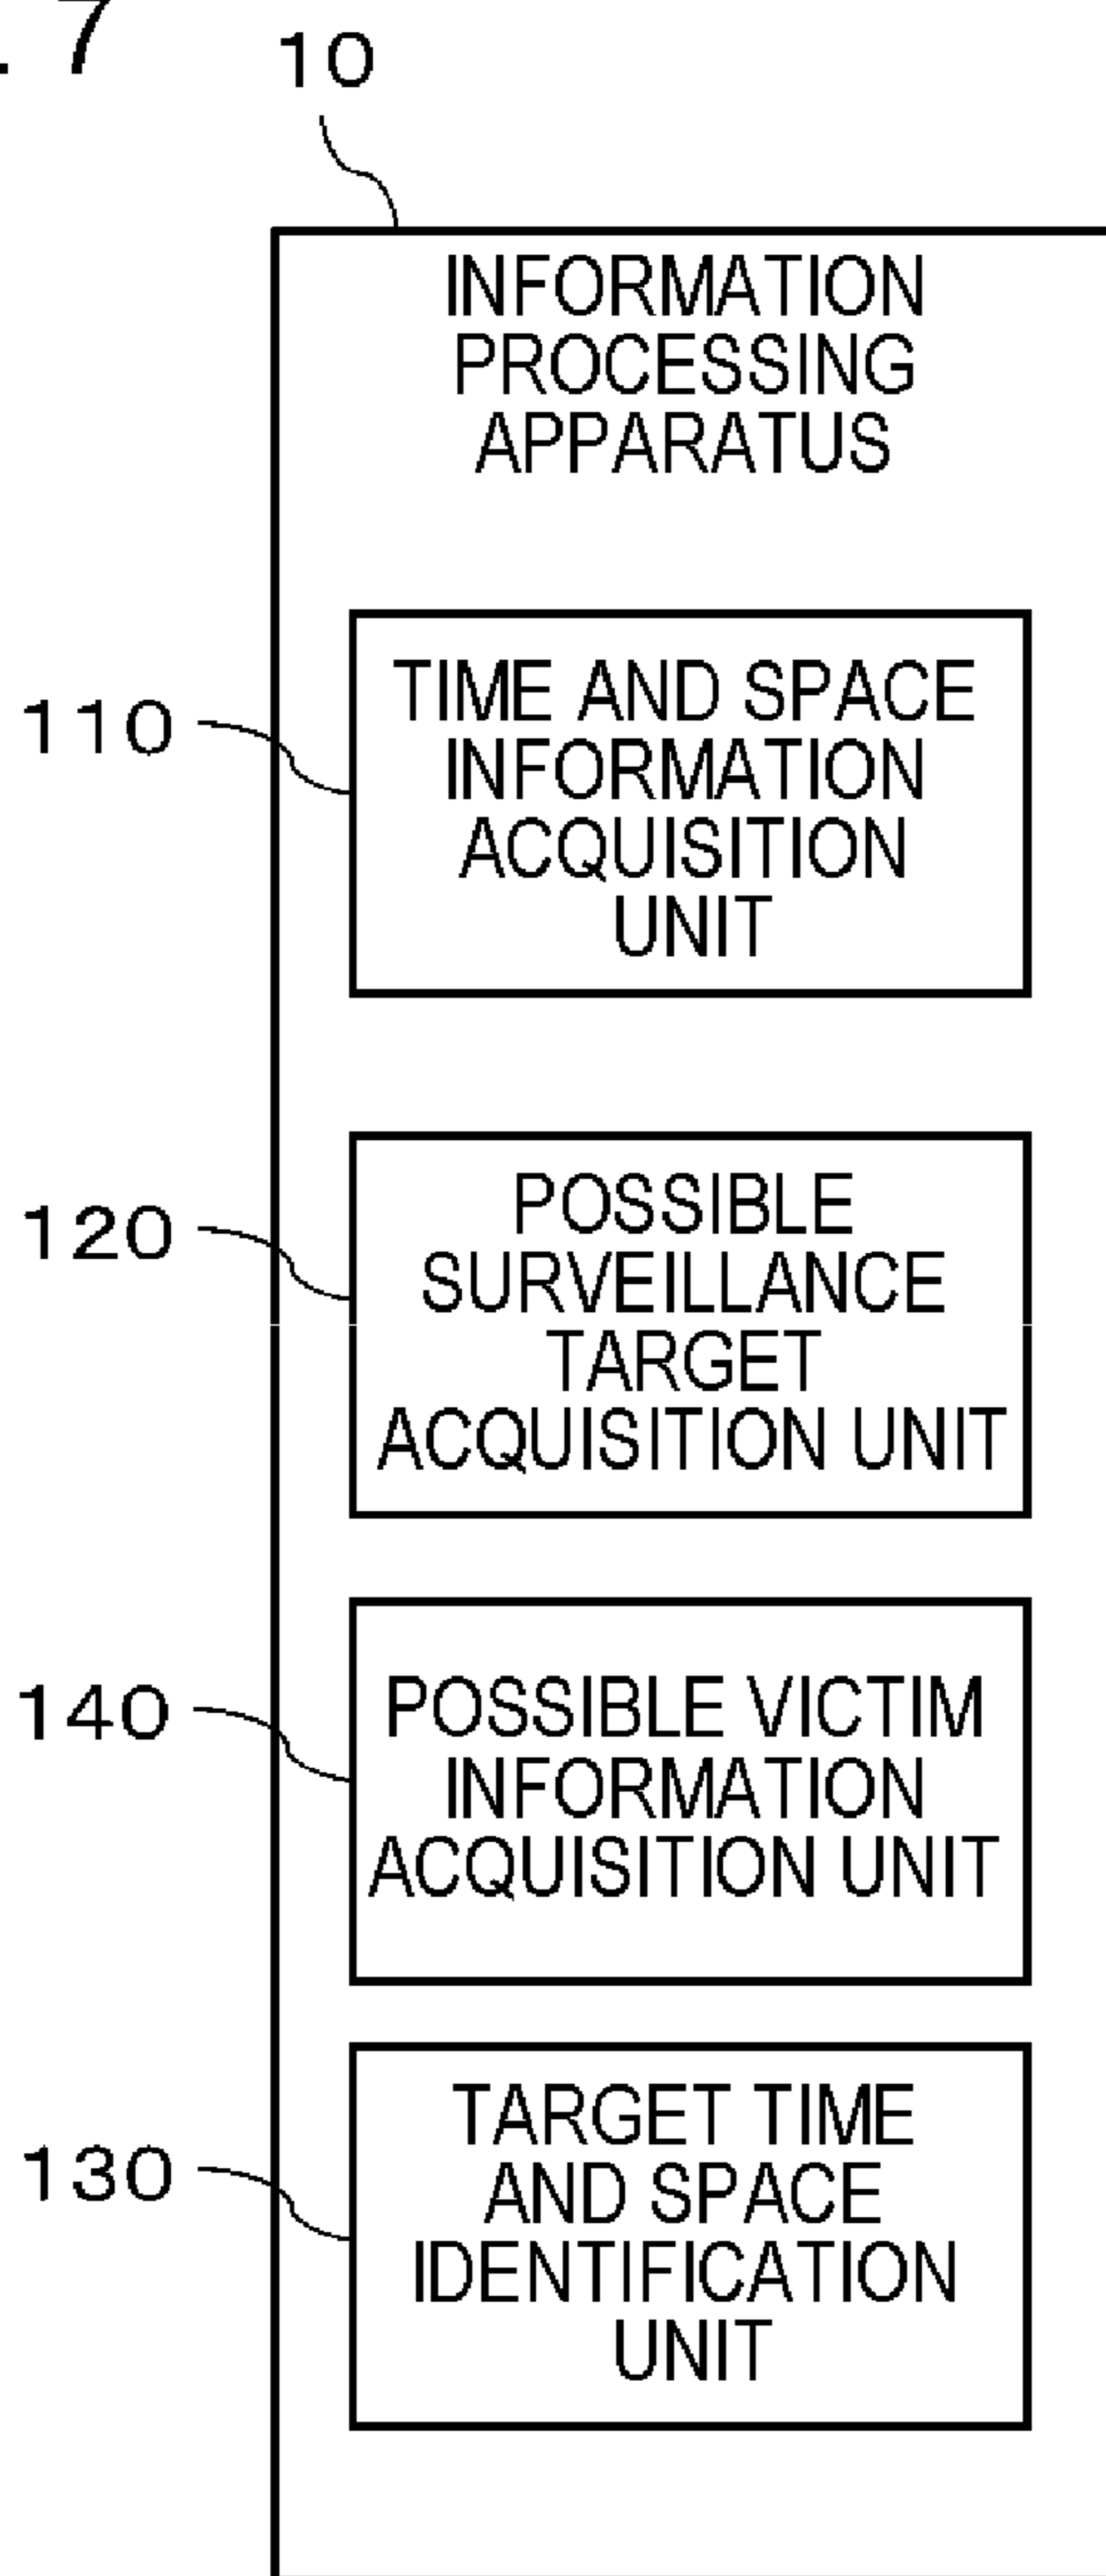 . 7
10
INFORMATION
PROCESSING
APPARATUS
110
TIME AND SPACE
INFORMATION
ACQUISITION
UNIT
120
POSSIBLE
SURVEILLANCE
TARGET
ACQUISITION UNIT
140
POSSIBLE VICTIM
INFORMATION
ACQUISITION UNIT
130
TARGET TIME
AND SPACE
IDENTIFICATION
UNIT